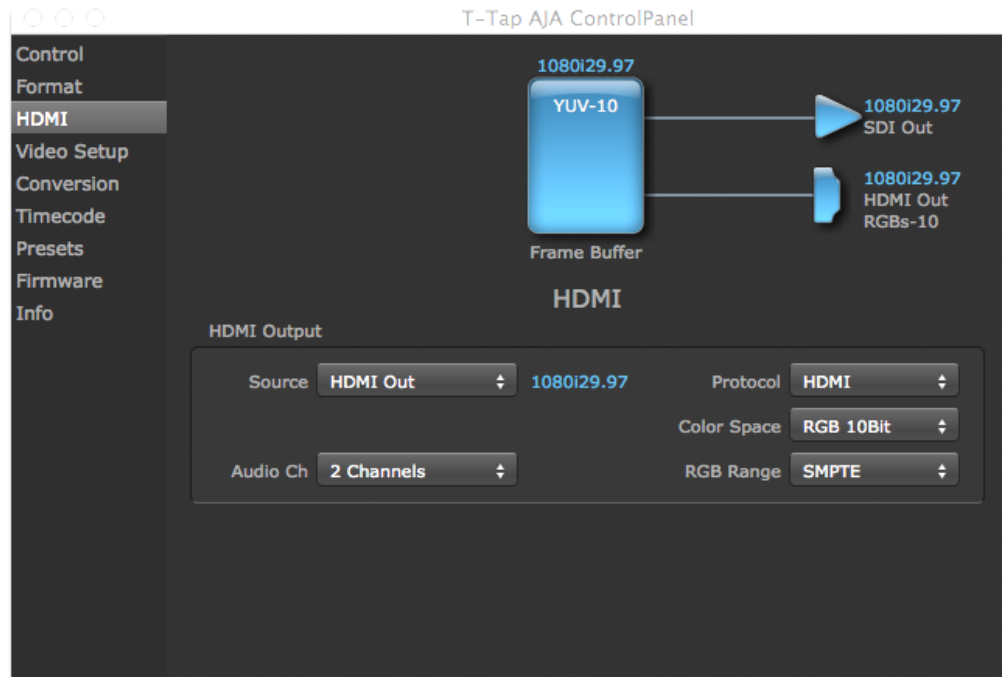 T-Tap AJA ControlPanel
Control
Format
HDMI
Video Setup
Conversion
Timecode
Presets
Firmware
Info
1080i29.97
YUV-10
Frame Buffer
1080i29.97
SDI Out
1080i29.97
HDMI Out
RGBs-10
HDMI
HDMI Output
Source HDMI Out 1080i29.97 Protocol HDMI
Color Space RGB 10Bit
Audio Ch 2 Channels RGB Range SMPTE